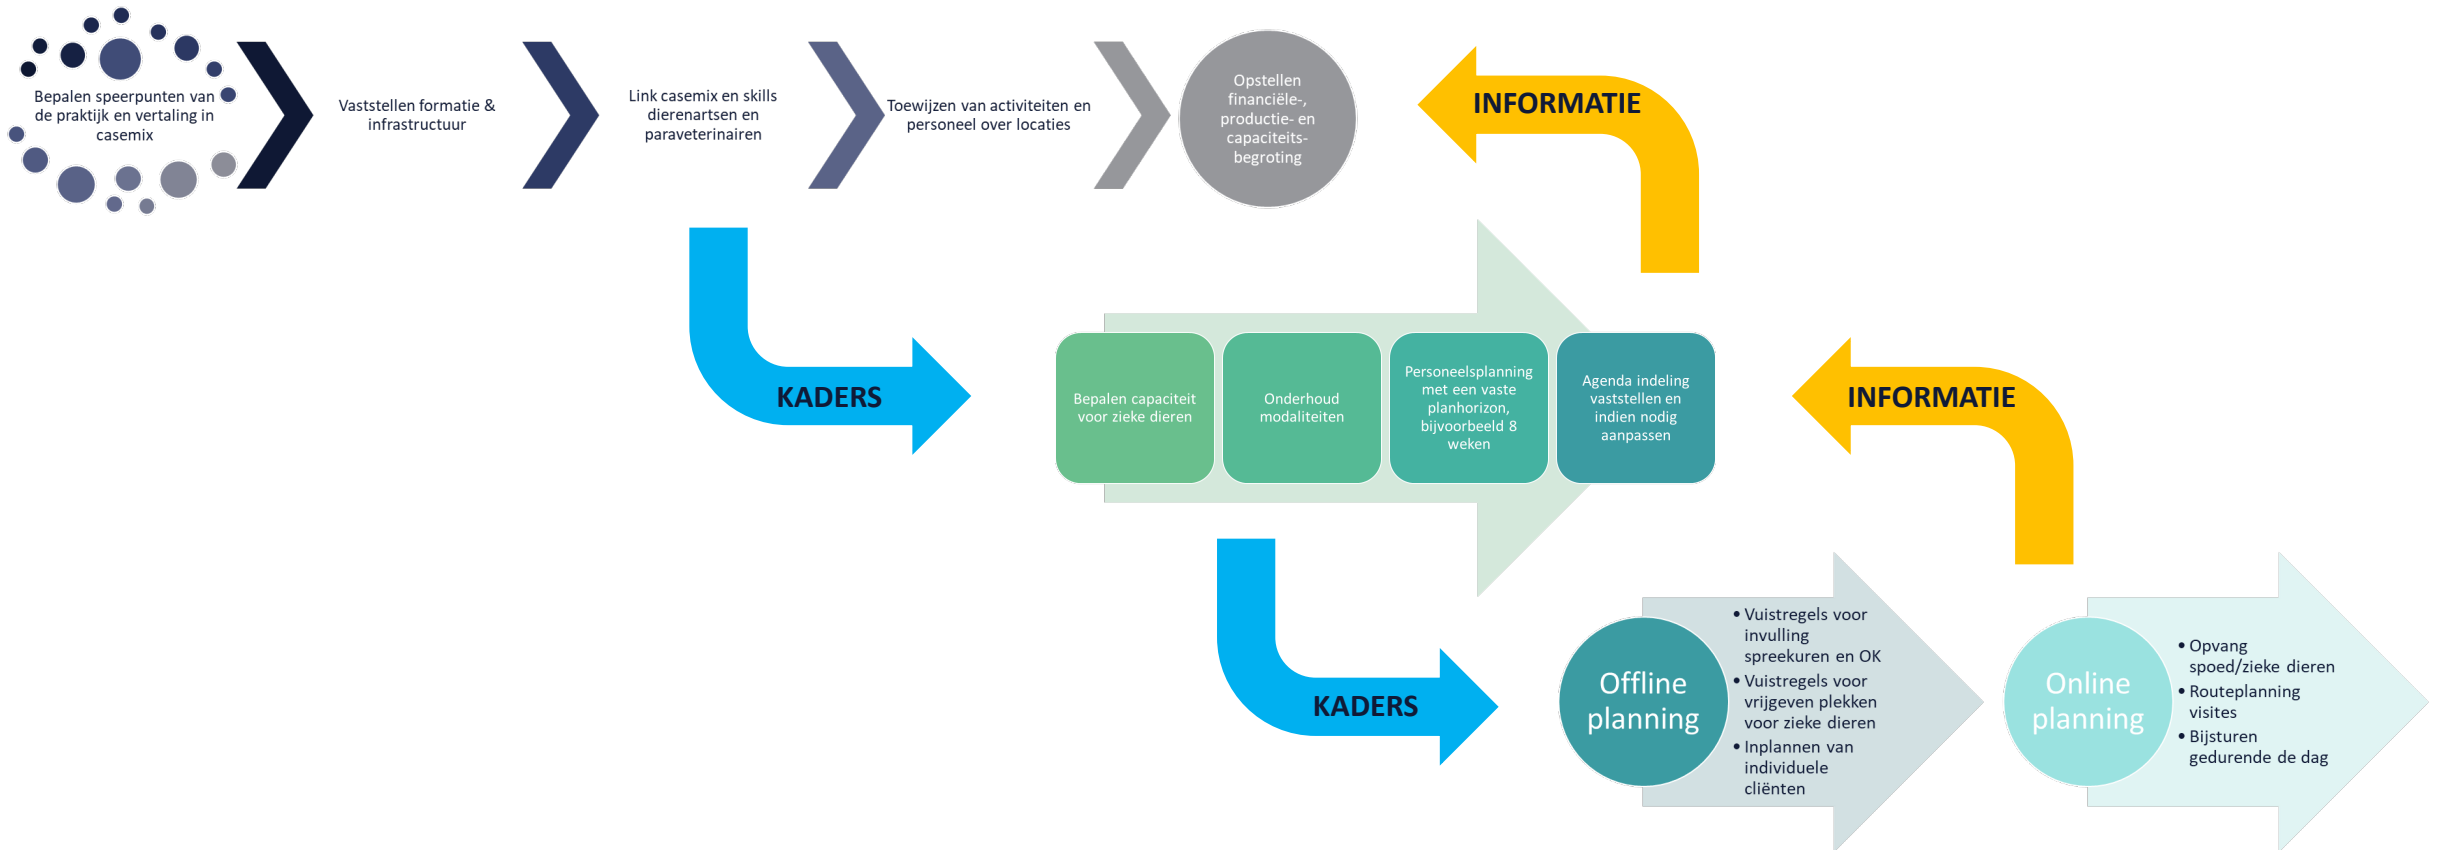 Bepalen speerpunten van
de praktijk en vertaling in
casemix
Vaststellen formatie &
infrastructuur
Link casemix en skills
dierenartsen en
paraveterinairen
Toewijzen van activiteiten en
personeel over locaties
Opstellen
financiële-,
productie- en
capaciteits-
begroting
INFORMATIE
KADERS
Bepalen capaciteit
voor zieke dieren
Onderhoud
modaliteiten
Personeelsplanning
met een vaste
planhorizon,
bijvoorbeeld 8
weken
Agenda indeling
vaststellen en
indien nodig
aanpassen
INFORMATIE
KADERS
Offline
planning
• Vuistregels voor
invulling
spreekuren en OK
• Vuistregels voor
vrijgeven plekken
voor zieke dieren
• Inplannen van
individuele
cliënten
Online
planning
• Opvang
spoed/zieke dieren
• Routeplanning
visites
• Bijsturen
gedurende de dag